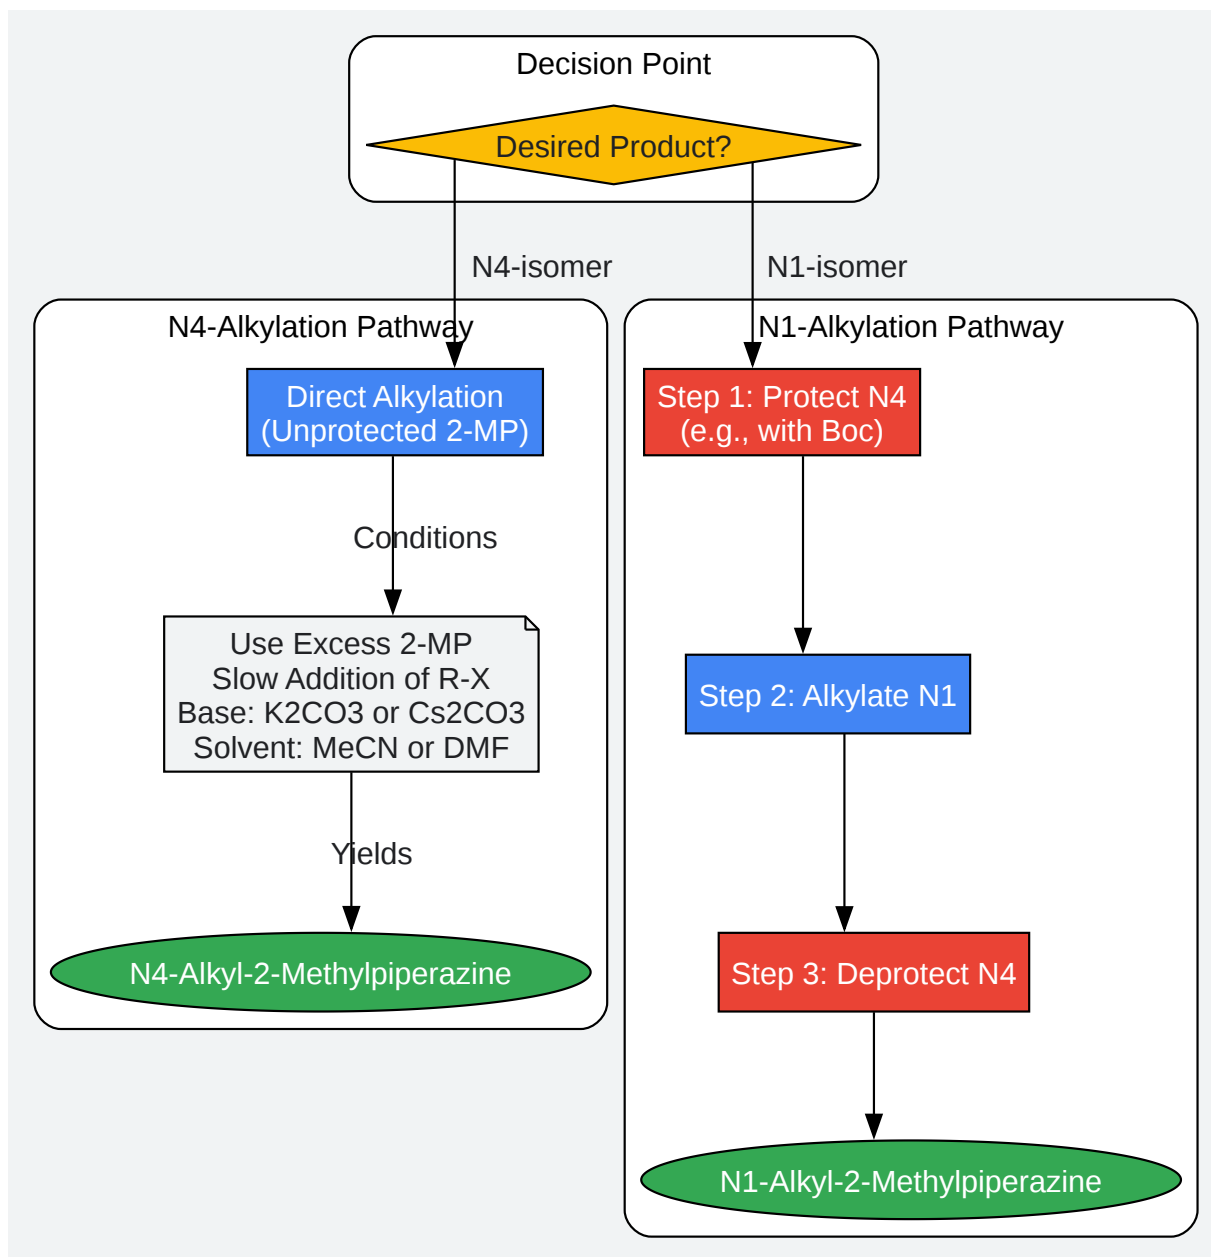 Decision Point
Desired Product?
N4-isomer
N1-isomer
N4-Alkylation Pathway
Direct Alkylation
(Unprotected 2-MP)
Conditions
Use Excess 2-MP
Slow Addition of R-X
Base: K2CO3 or Cs2CO3
Solvent: MeCN or DMF
Yields
N4-Alkyl-2-Methylpiperazine
N1-Alkylation Pathway
Step 1: Protect N4
(e.g., with Boc)
Step 2: Alkylate N1
Step 3: Deprotect N4
N1-Alkyl-2-Methylpiperazine